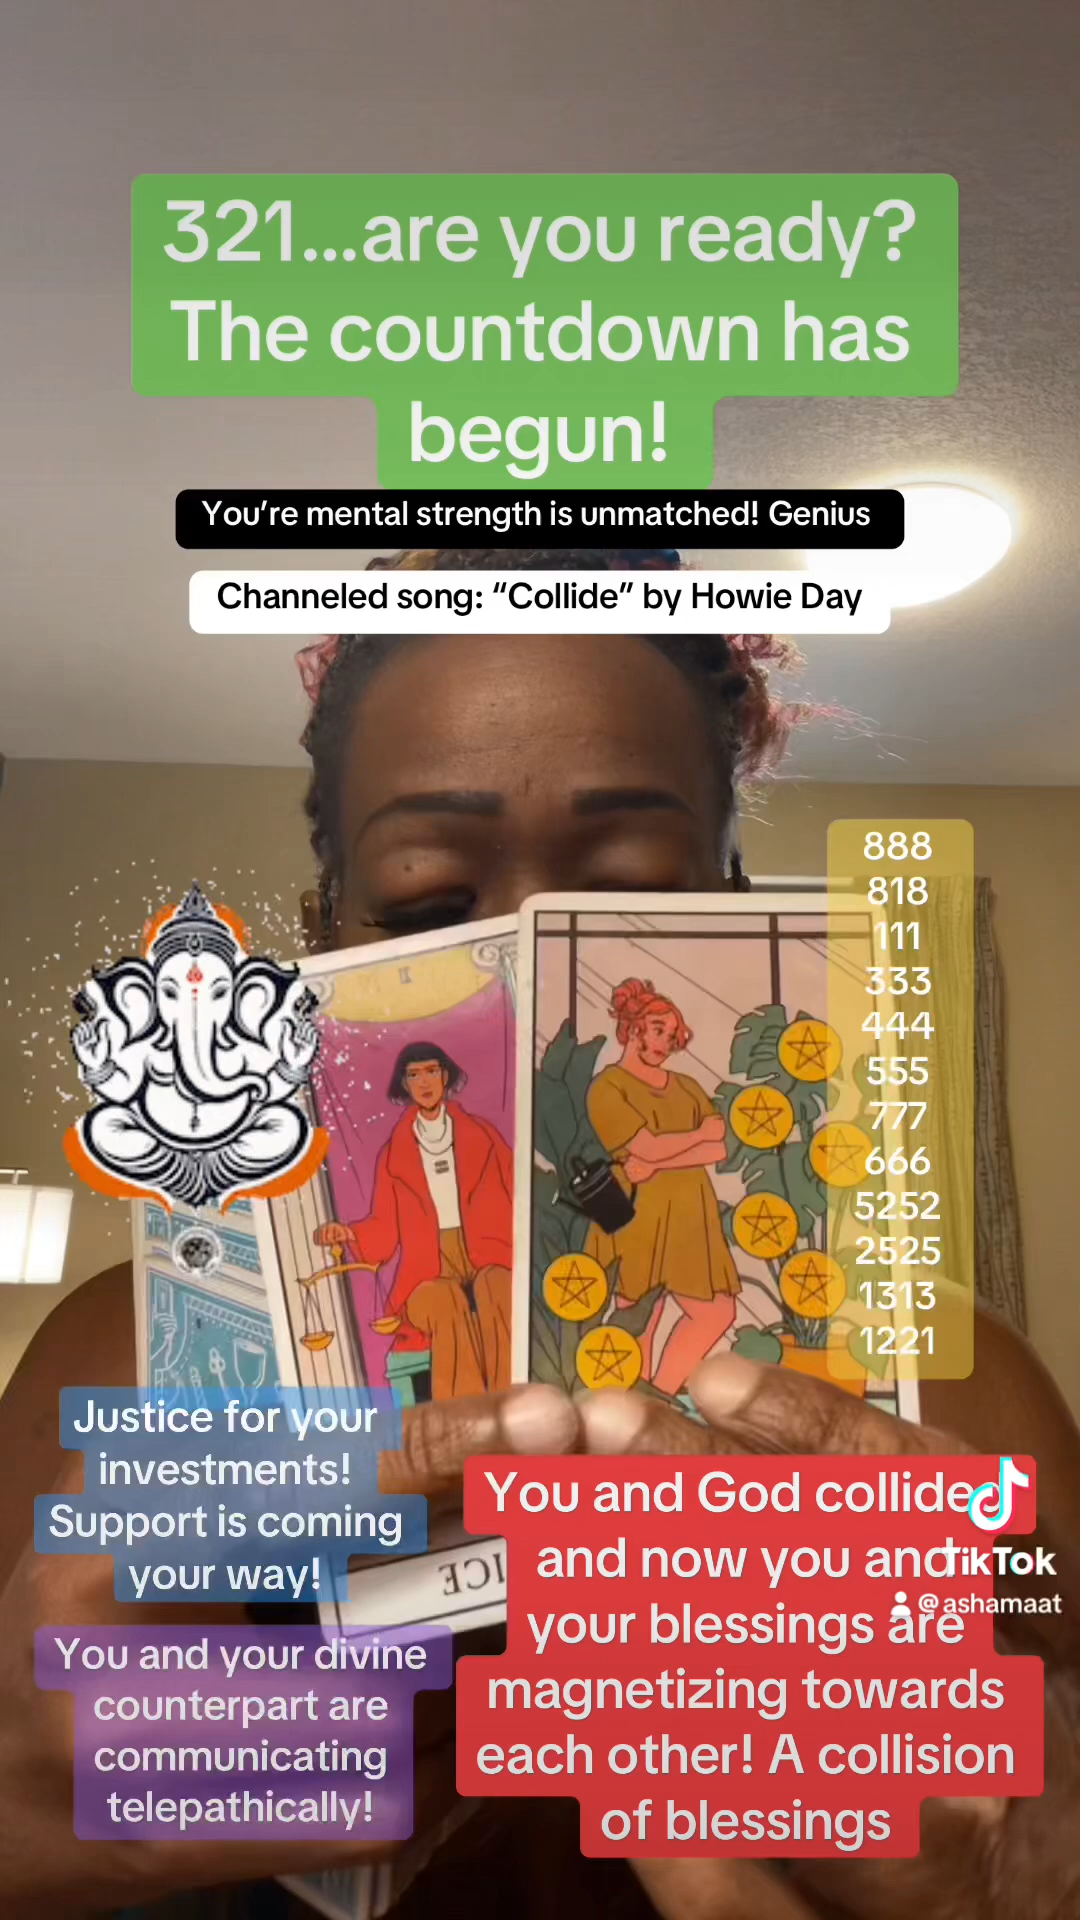 321...are you ready?
The countdown has
begun!
You’re mental strength is unmatched! Genius
Channeled song: “Collide” by Howie Day
888
818
111
333
444
555
777
666
5252
2525
1313
1221
II
Justice for your
investments!
Support is coming
your way!
ICE
You and your divine
counterpart are
communicating
telepathically!
You and God collided
and now you and
your blessings are
magnetizing towards
each other! A collision
of blessings
TikTok
@ashamaat